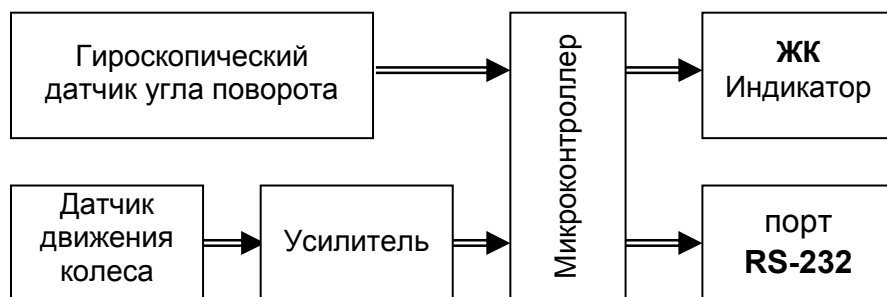 Гироскопический
датчик угла поворота
Микроконтроллер
ЖК
Индикатор
Датчик
движения
колеса
Усилитель
порт
RS-232